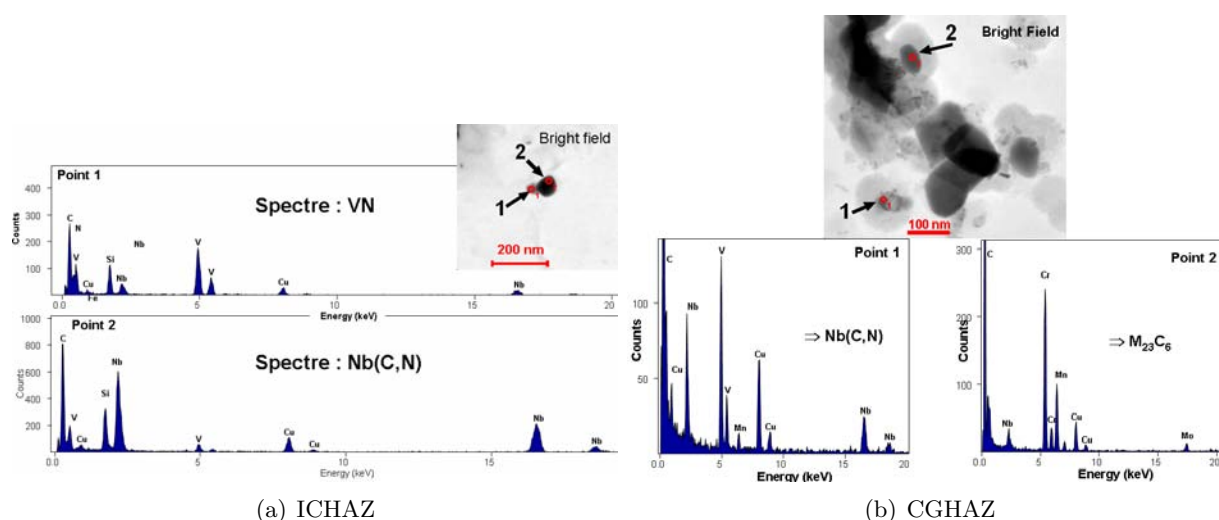 Bright field
2
1
200 nm
Point 1
Spectre : VN
Counts
400
300
200
100
C
N
V
Cu
Fe
Si
Nb
Nb
V
V
Cu
Nb
0.0
5
10
15
20
Energy (keV)
Point 2
Spectre : Nb(C,N)
Counts
1000
800
600
400
200
C
V
Cu
Si
Nb
V
Cu
Cu
Nb
Nb
0.0
5
10
15
Energy (keV)
(a) ICHAZ
Bright Field
2
1
100 nm
Point 1
⇒ Nb(C,N)
Counts
100
50
C
Cu
Nb
V
V
Mn
Cu
Cu
Nb
Nb
0.0
5
10
15
20
Energy (keV)
Point 2
⇒ M23C6
Counts
300
200
100
C
Nb
Cr
Cr
Mn
Cu
Cu
Mo
0.0
5
10
15
20
Energy (keV)
(b) CGHAZ